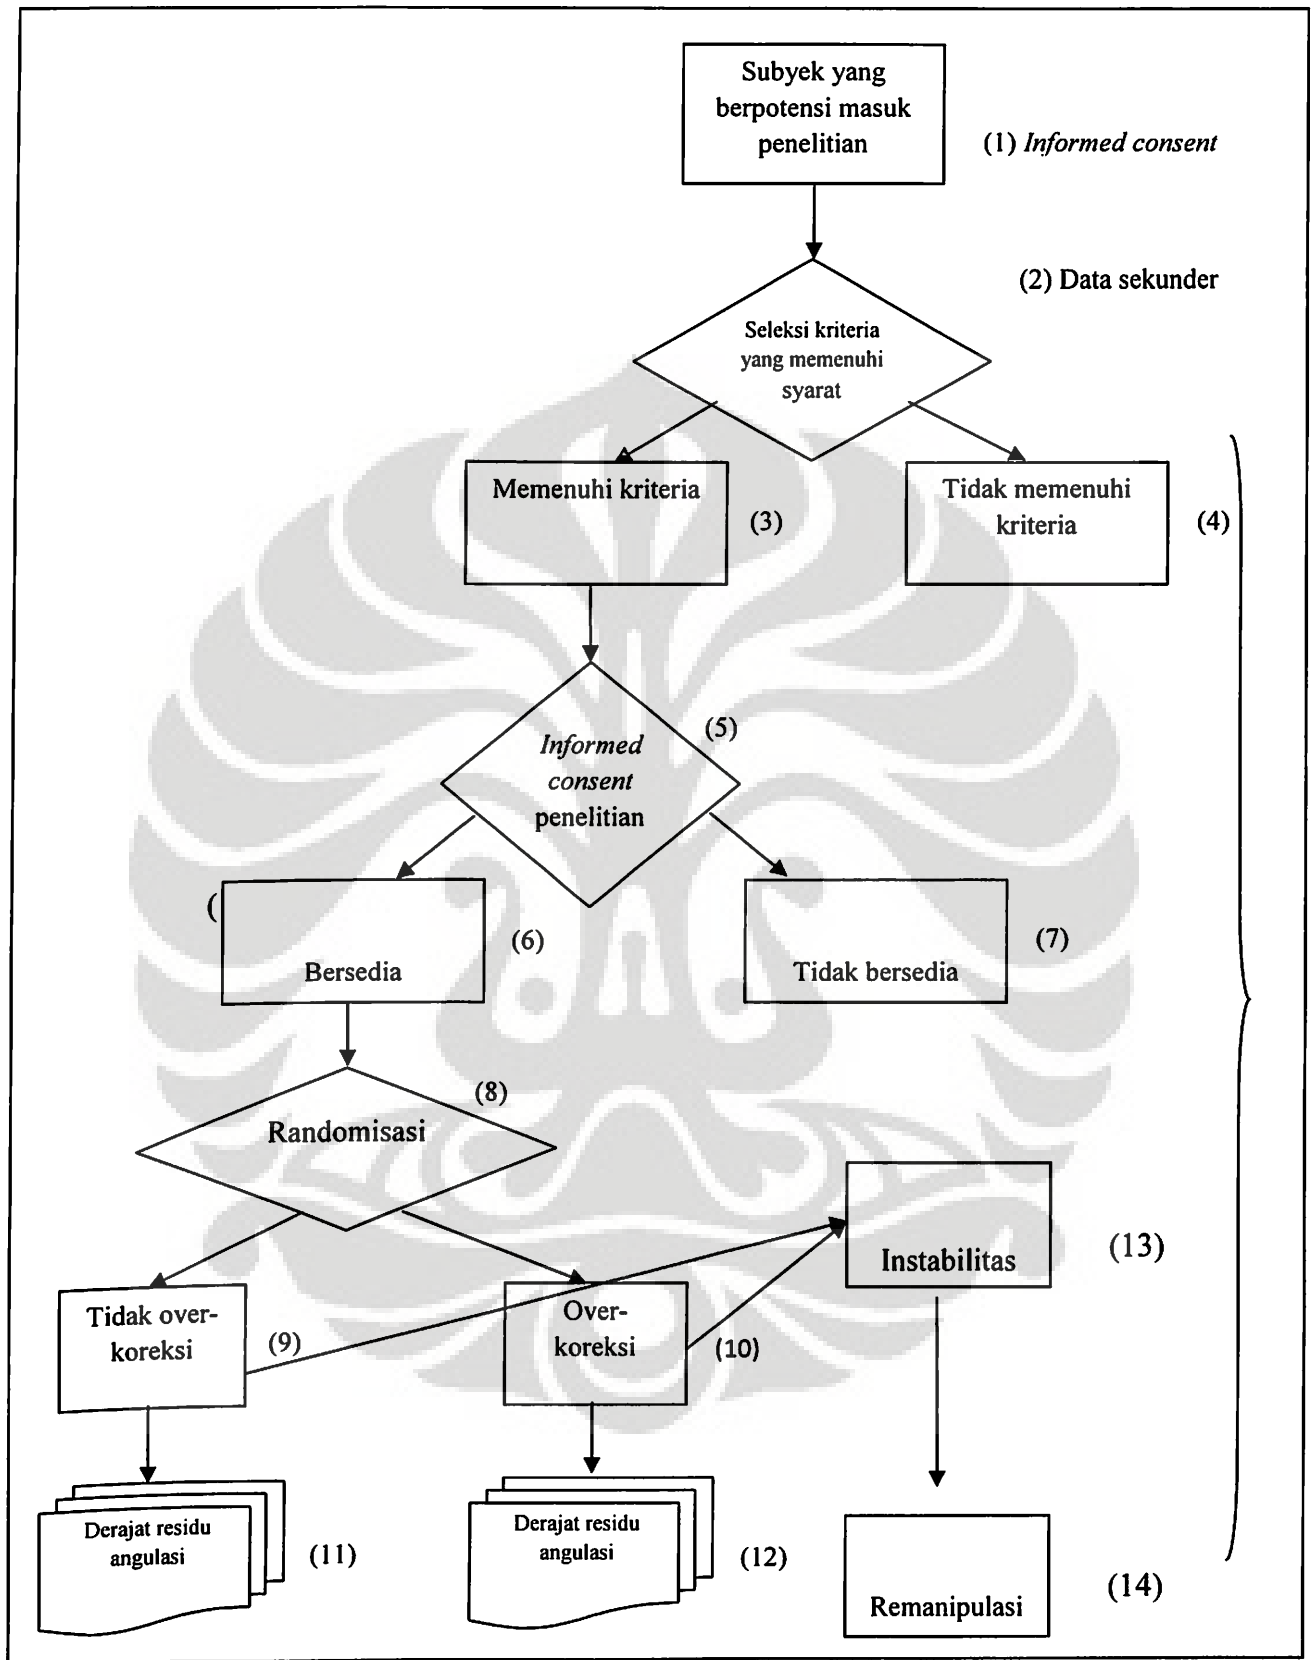 Subyek yang
berpotensi masuk
penelitian
(1) Informed consent
(2) Data sekunder
Seleksi kriteria
yang memenuhi
syarat
Memenuhi kriteria
(3)
Tidak memenuhi
kriteria
(4)
Informed
consent
penelitian
(5)
(
Bersedia
(6)
Tidak bersedia
(7)
Randomisasi
(8)
Tidak over-
koreksi
(9)
Over-
koreksi
(10)
Instabilitas
(13)
Derajat residu
angulasi
(11)
Derajat residu
angulasi
(12)
Remanipulasi
(14)